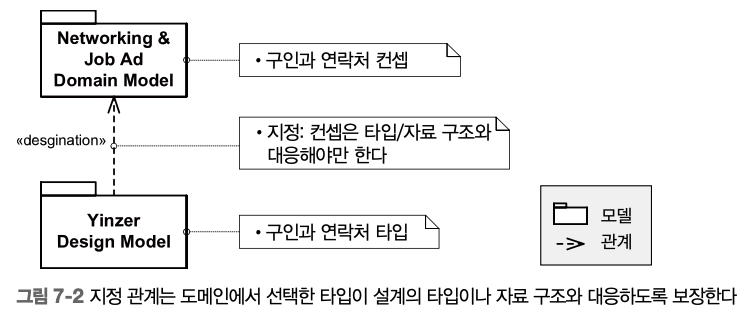 Networking &
Job Ad
Domain Model
• 구인과 연락처 컨셉
«desgination»
• 지정: 컨셉은 타입/자료 구조와
대응해야만 한다
Yinzer
Design Model
• 구인과 연락처 타입
모델
관계
그림 7-2 지정 관계는 도메인에서 선택한 타입이 설계의 타입이나 자료 구조와 대응하도록 보장한다